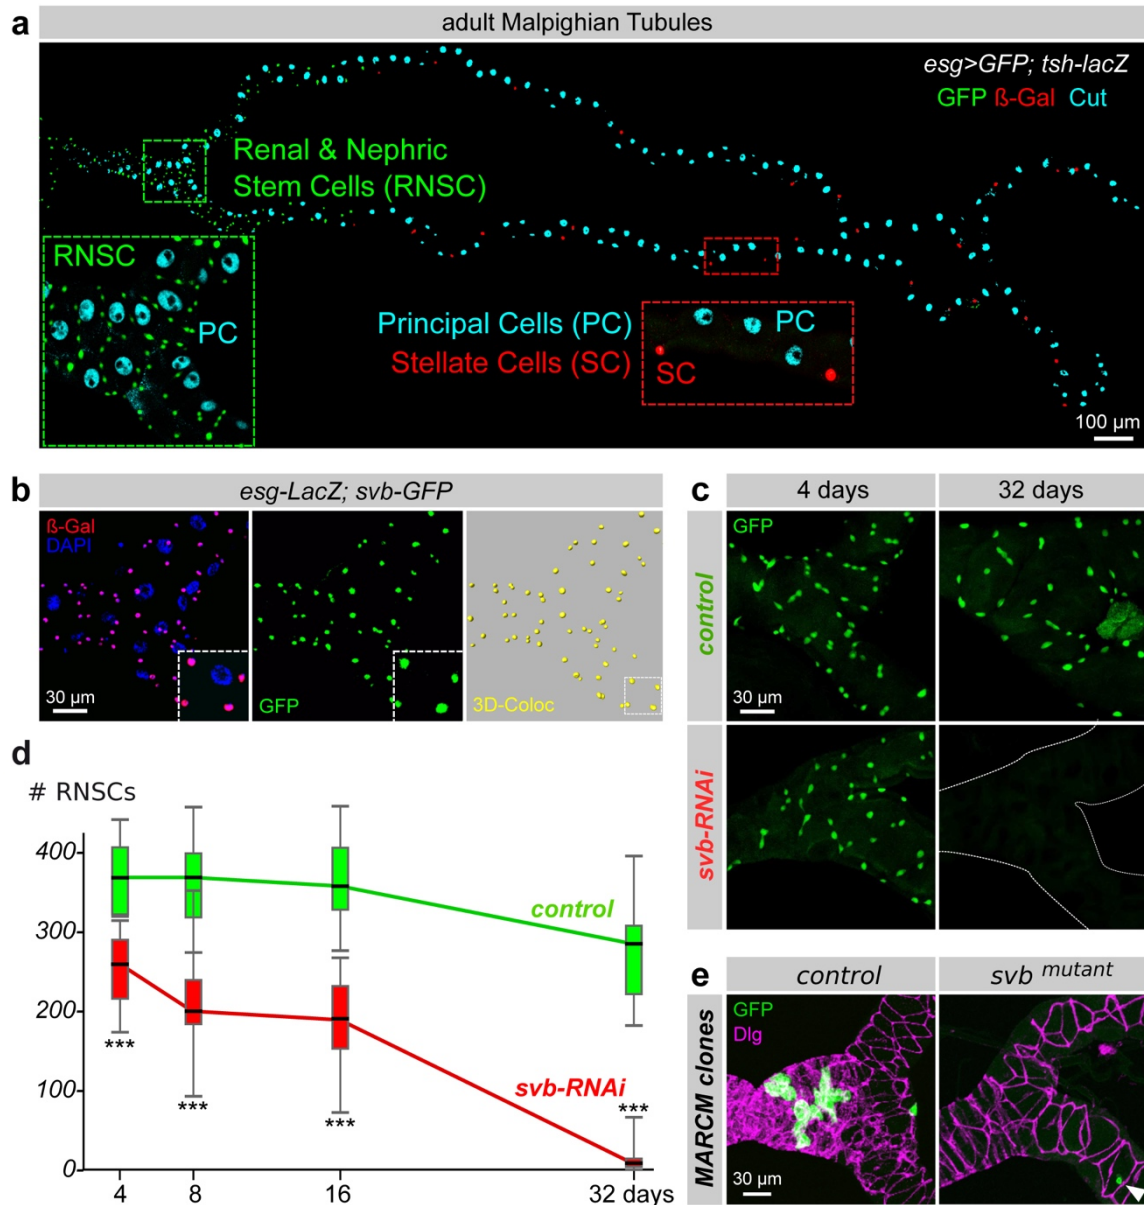 a
adult Malpighian Tubules
esg>GFP; tsh-lacZ
GFP ß-Gal Cut
Renal & Nephric
Stem Cells (RNSC)
RNSC
PC
Principal Cells (PC)
Stellate Cells (SC)
PC
SC
100 µm
b
esg-LacZ; svb-GFP
ß-Gal
DAPI
30 µm
GFP
3D-Coloc
c
4 days
32 days
control
GFP
30 µm
svb-RNAi
d
# RNSCs
400
300
200
100
0
control
svb-RNAi
***
***
***
***
4
8
16
32 days
e
control
svb mutant
MARCM clones
GFP
Dlg
30 µm